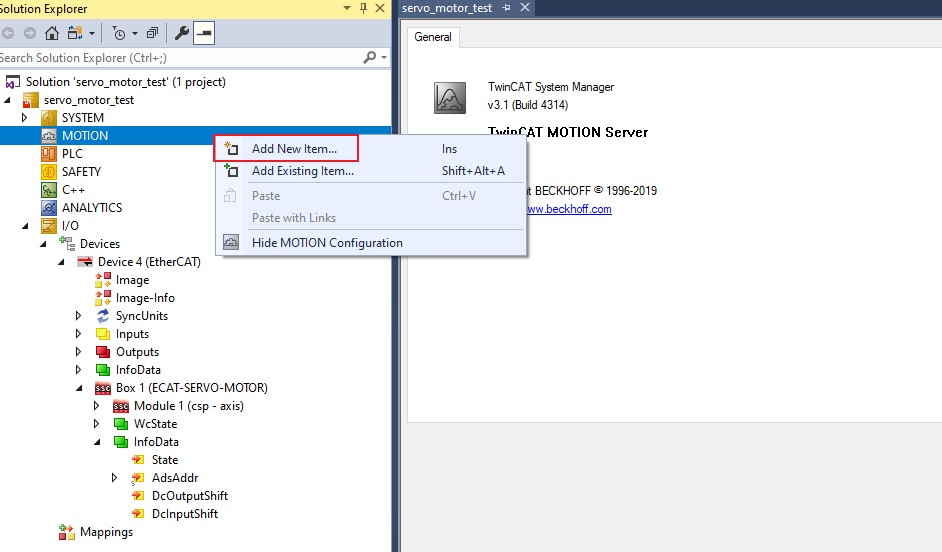 Solution Explorer
Search Solution Explorer (Ctrl+;)
Solution 'servo_motor_test' (1 project)
servo_motor_test
SYSTEM
MOTION
PLC
SAFETY
C++
ANALYTICS
I/O
Devices
Device 4 (EtherCAT)
Image
Image-Info
SyncUnits
Inputs
Outputs
InfoData
Box 1 (ECAT-SERVO-MOTOR)
Module 1 (csp - axis)
WcState
InfoData
State
AdsAddr
DcOutputShift
DcInputShift
Mappings
Add New Item... Ins
Add Existing Item... Shift+Alt+A
Paste Ctrl+V
Paste with Links
Hide MOTION Configuration
servo_motor_test
General
TwinCAT System Manager
v3.1 (Build 4314)
TwinCAT MOTION Server
BECKHOFF © 1996-2019
www.beckhoff.com